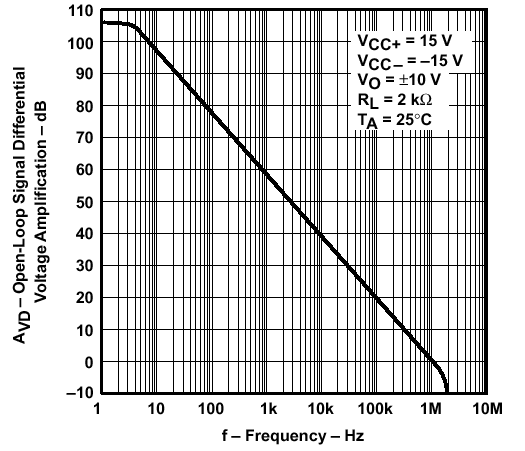 110
100
90
80
70
60
50
40
30
20
10
0
–10
1 10 100 1k 10k 100k 1M 10M
f – Frequency – Hz
AVD – Open-Loop Signal Differential
Voltage Amplification – dB
VCC+ = 15 V
VCC– = –15 V
VO = ±10 V
RL = 2 kΩ
TA = 25°C